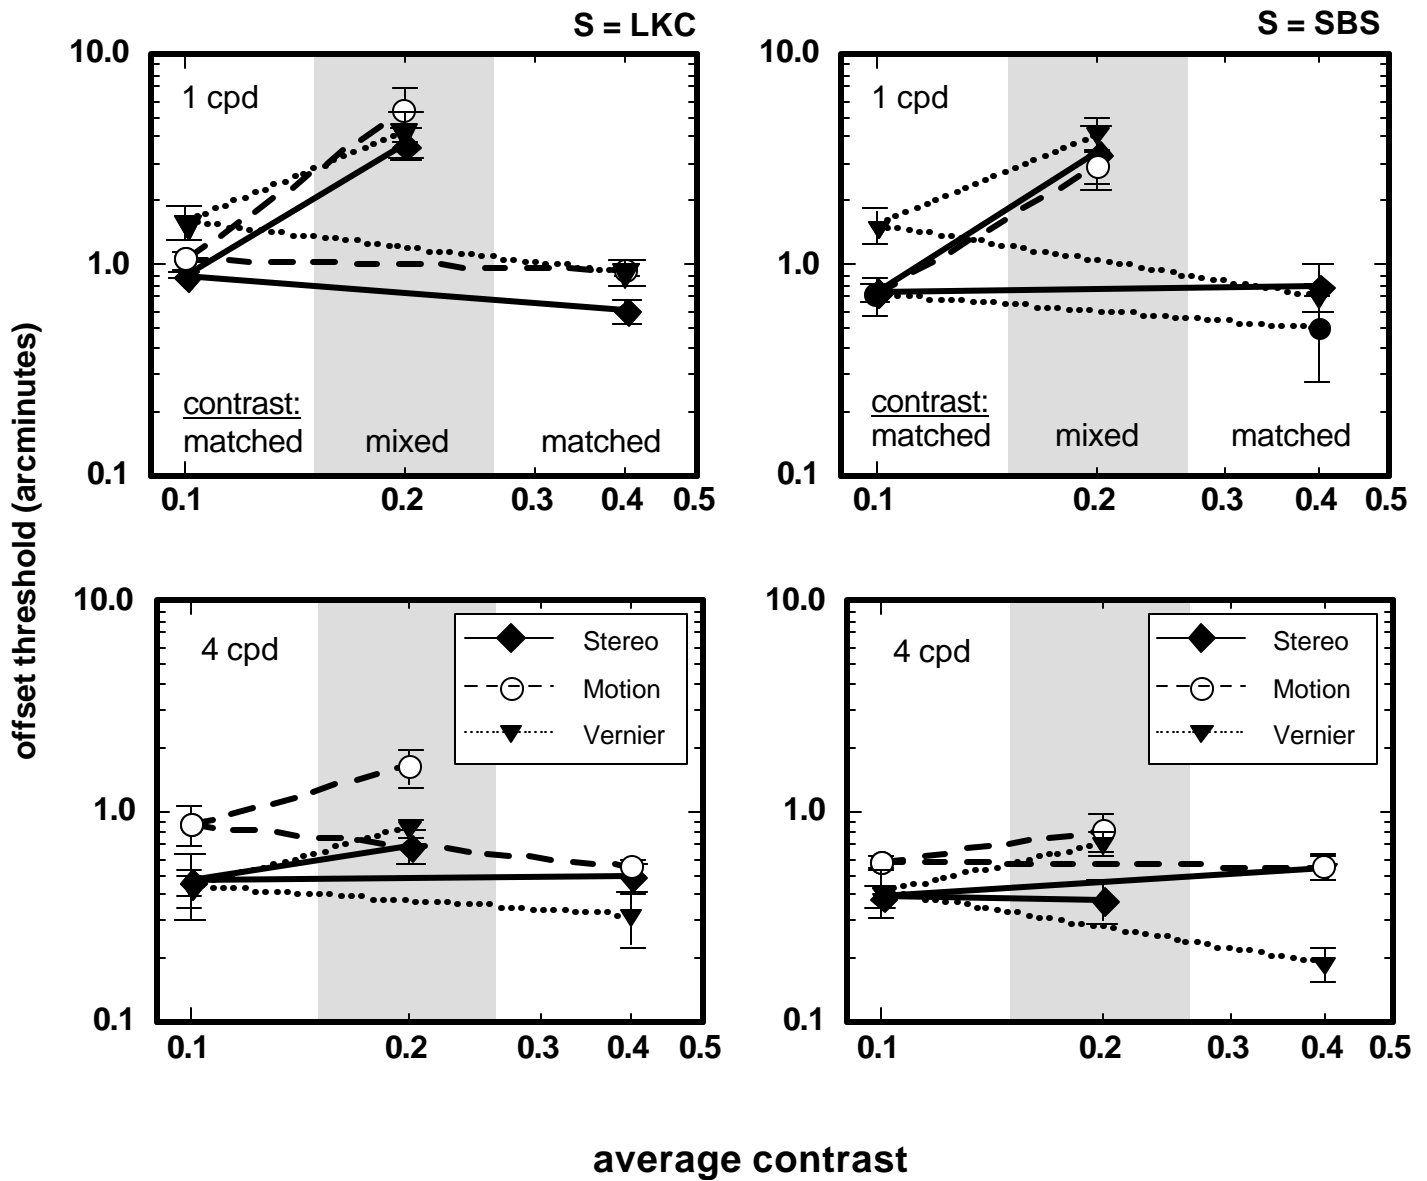 S = LKC
S = SBS
10.0
1 cpd
1.0
contrast:
matched mixed matched
0.1
0.1 0.2 0.3 0.4 0.5
10.0
1 cpd
1.0
contrast:
matched mixed matched
0.1
0.1 0.2 0.3 0.4 0.5
offset threshold (arcminutes)
10.0
4 cpd
Stereo
Motion
Vernier
1.0
0.1
0.1 0.2 0.3 0.4 0.5
10.0
4 cpd
Stereo
Motion
Vernier
1.0
0.1
0.1 0.2 0.3 0.4 0.5
average contrast